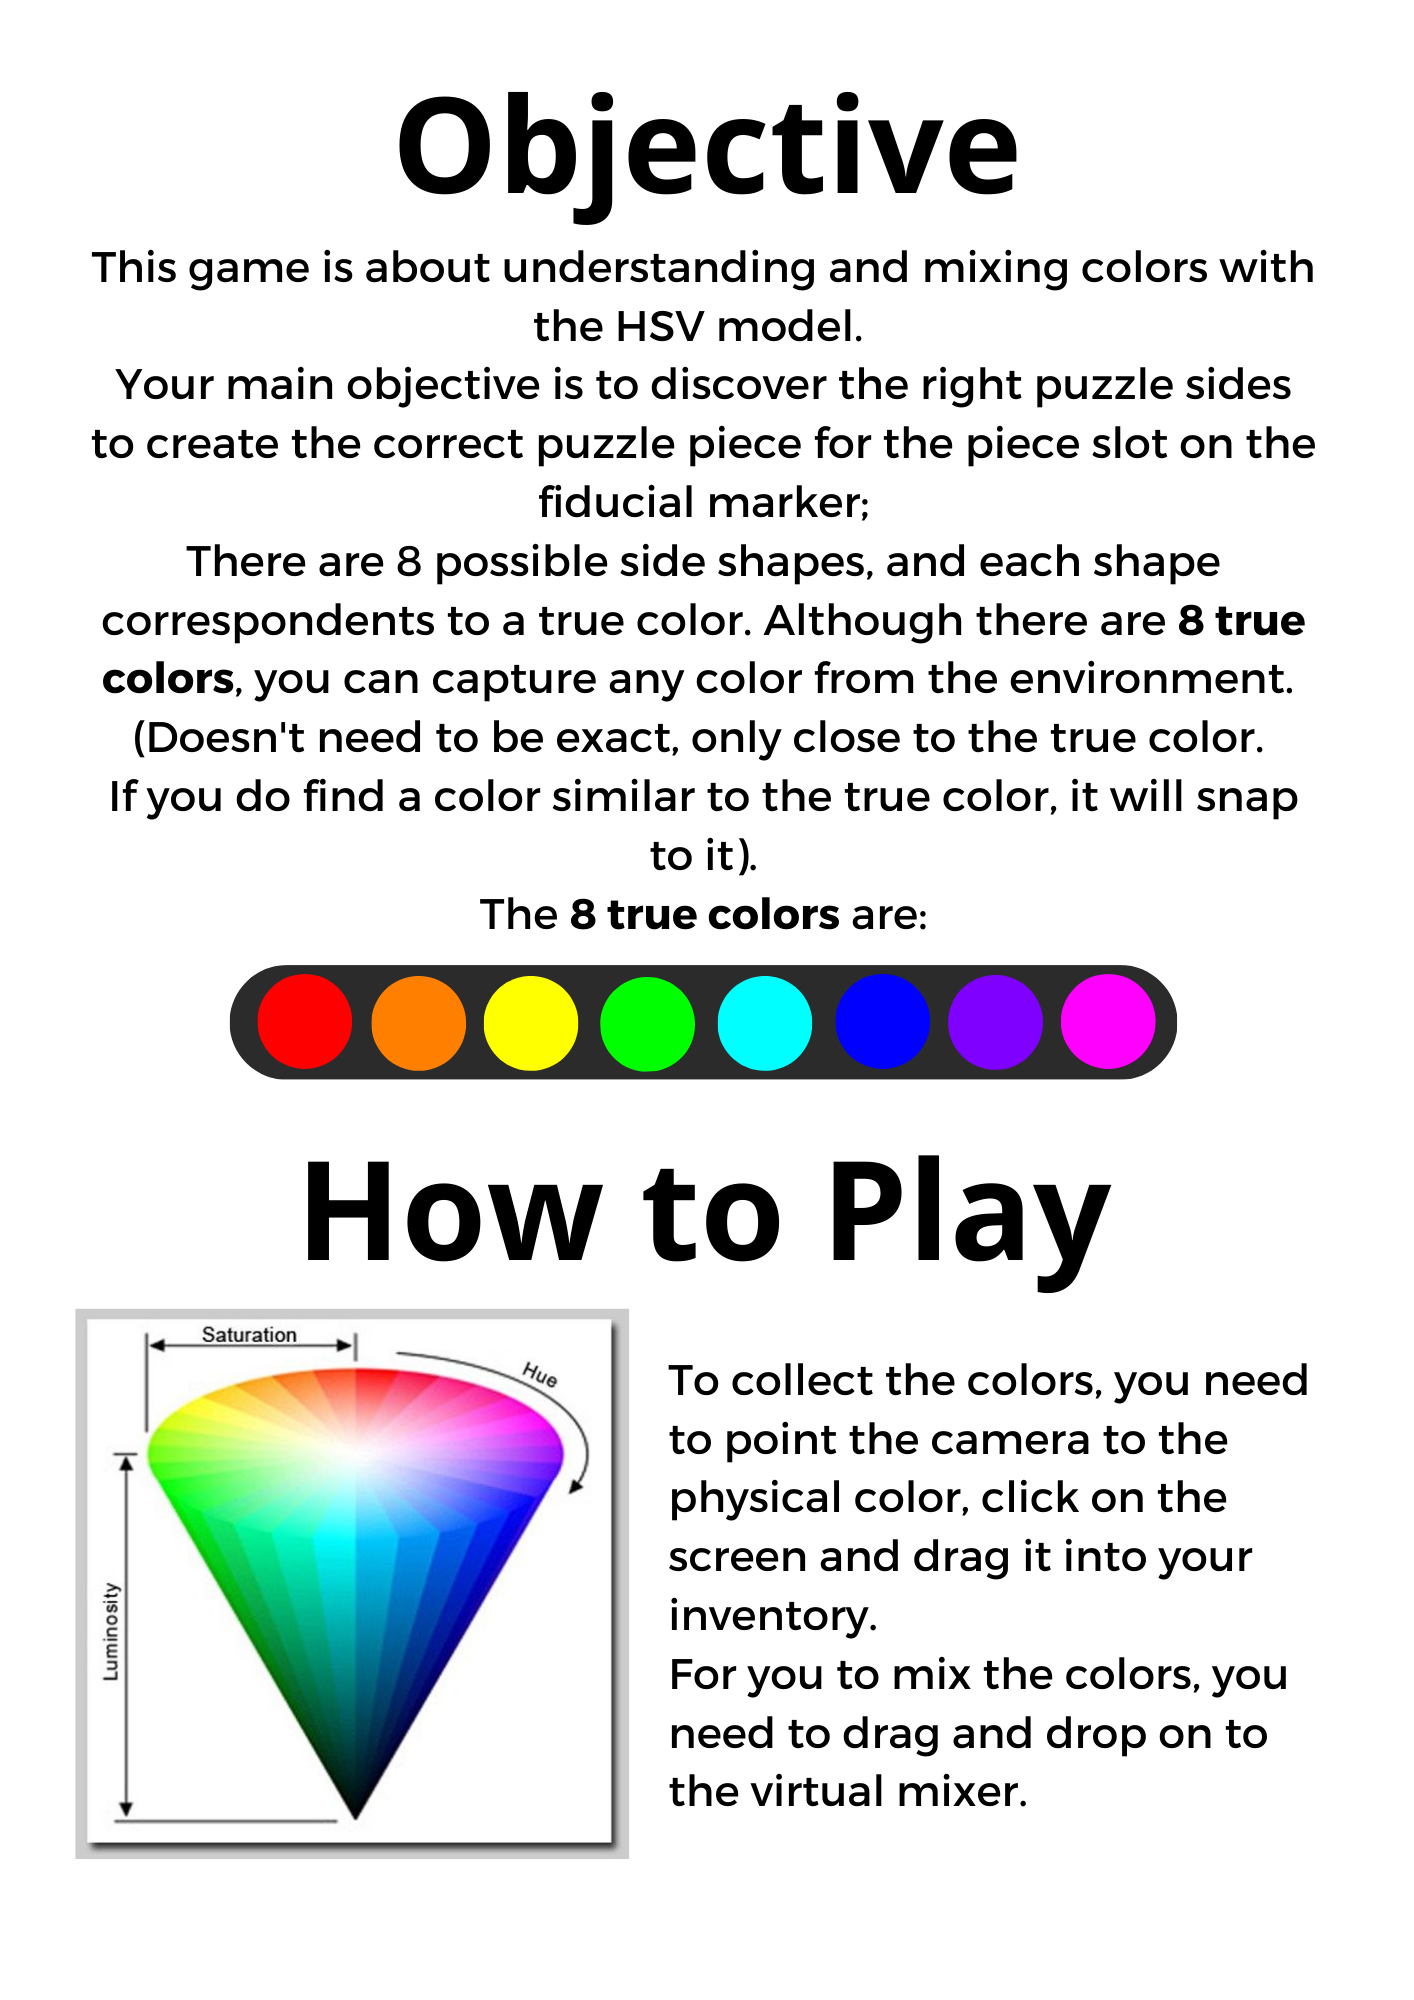 Objective
This game is about understanding and mixing colors with
the HSV model.
Your main objective is to discover the right puzzle sides
to create the correct puzzle piece for the piece slot on the
fiducial marker;
There are 8 possible side shapes, and each shape
correspondents to a true color. Although there are 8 true
colors, you can capture any color from the environment.
(Doesn't need to be exact, only close to the true color.
If you do find a color similar to the true color, it will snap
to it).
The 8 true colors are:
How to Play
Saturation
Hue
Luminosity
To collect the colors, you need
to point the camera to the
physical color, click on the
screen and drag it into your
inventory.
For you to mix the colors, you
need to drag and drop on to
the virtual mixer.